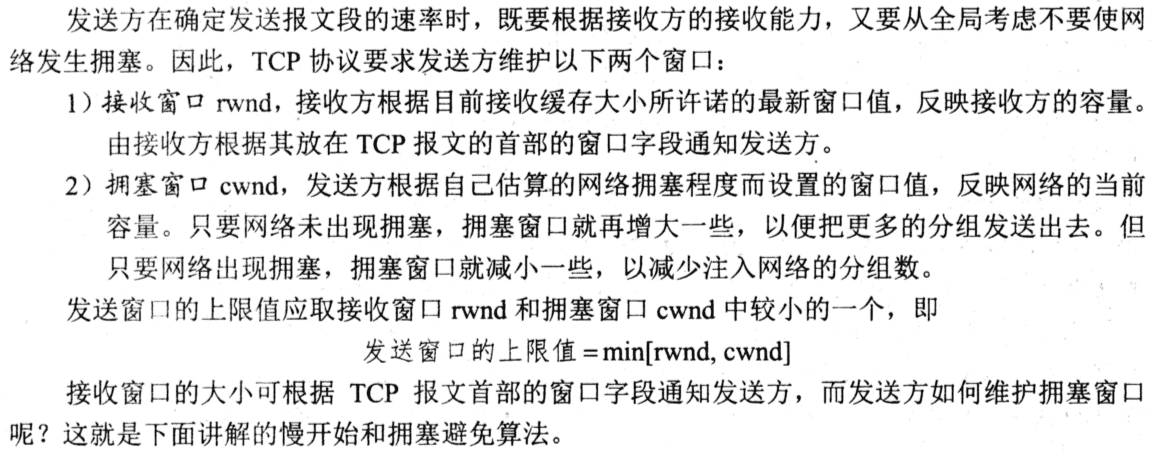 发送方在确定发送报文段的速率时，既要根据接收方的接收能力，又要从全局考虑不要使网
络发生拥塞。因此，TCP 协议要求发送方维护以下两个窗口：
1）接收窗口 rwnd，接收方根据目前接收缓存大小所许诺的最新窗口值，反映接收方的容量。
由接收方根据其放在 TCP 报文的首部的窗口字段通知发送方。
2）拥塞窗口 cwnd，发送方根据自己估算的网络拥塞程度而设置的窗口值，反映网络的当前
容量。只要网络未出现拥塞，拥塞窗口就再增大一些，以便把更多的分组发送出去。但
只要网络出现拥塞，拥塞窗口就减小一些，以减少注入网络的分组数。
发送窗口的上限值应取接收窗口 rwnd 和拥塞窗口 cwnd 中较小的一个，即
发送窗口的上限值＝min[rwnd, cwnd]
接收窗口的大小可根据 TCP 报文首部的窗口字段通知发送方，而发送方如何维护拥塞窗口
呢？这就是下面讲解的慢开始和拥塞避免算法。